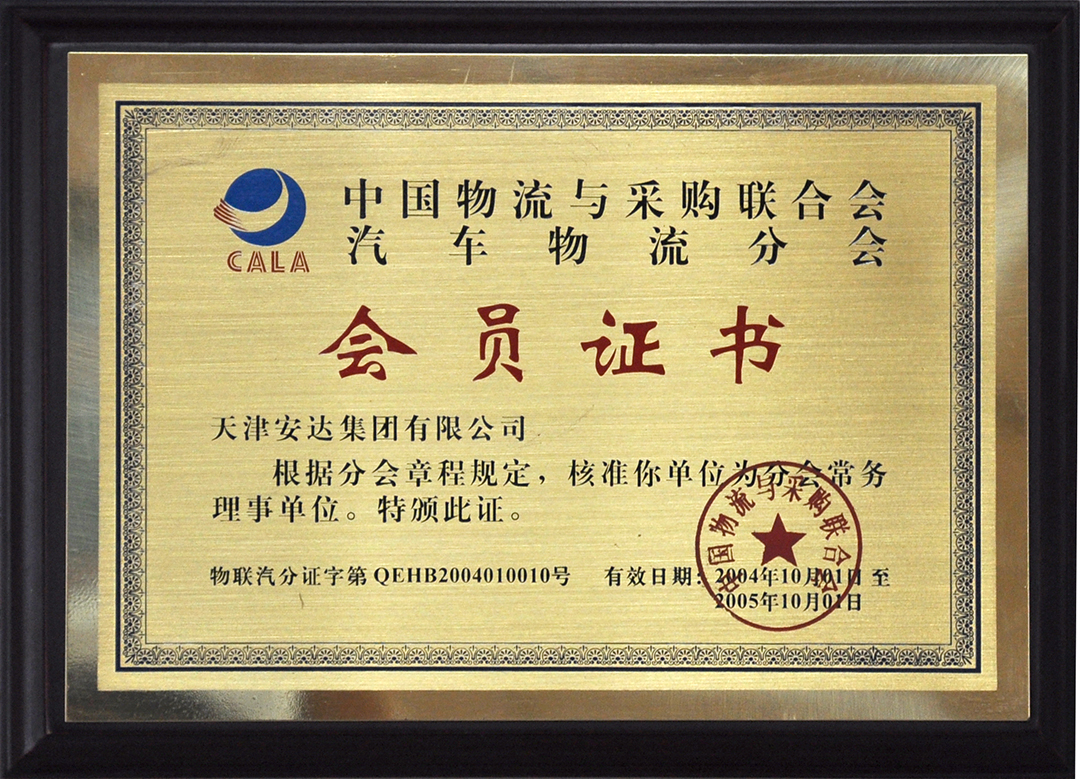 中国物流与采购联合会
汽车物流分会
CALA
会员证书
天津安达集团有限公司
根据分会章程规定，核准你单位为分会常务
理事单位。特颁此证。
物联汽分证字第QEHB2004010010号 有效日期：2004年10月01日至
2005年10月01日
中国物流与采购联合会